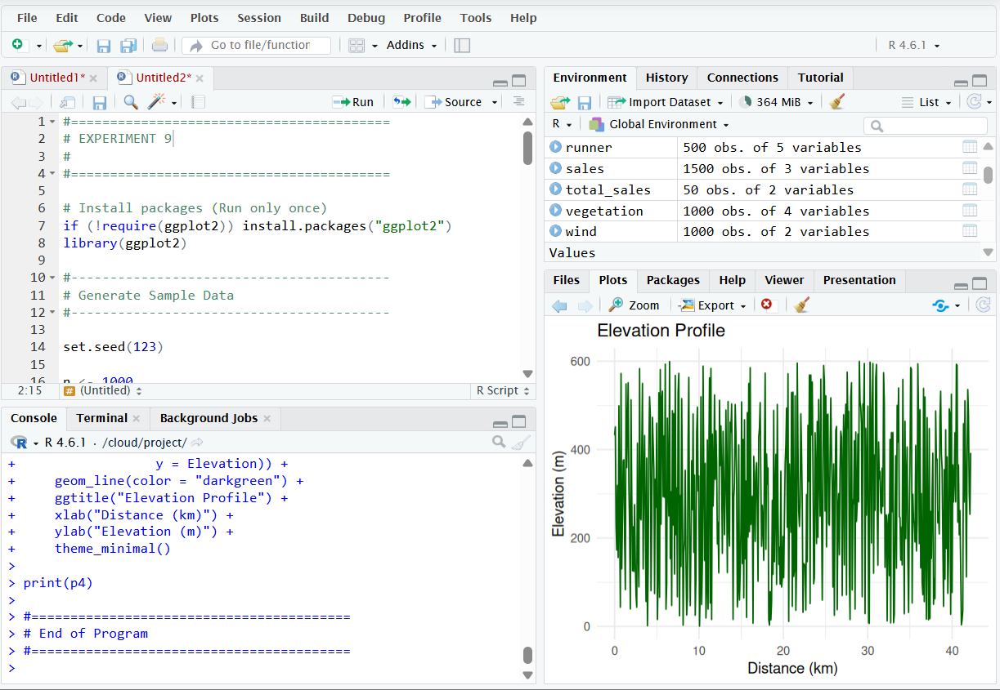 File Edit Code View Plots Session Build Debug Profile Tools Help
Go to file/function Addins R 4.6.1
Untitled1* Untitled2*
Run Source
1 #=========================================
2 # EXPERIMENT 9
3 #
4 #=========================================
5
6 # Install packages (Run only once)
7 if (!require(ggplot2)) install.packages("ggplot2")
8 library(ggplot2)
9
10 #-----------------------------------------
11 # Generate Sample Data
12 #-----------------------------------------
13
14 set.seed(123)
15
16 n <- 1000
2:15 # (Untitled) R Script
Console Terminal Background Jobs
R R 4.6.1 · /cloud/project/
+ y = Elevation)) +
+ geom_line(color = "darkgreen") +
+ ggtitle("Elevation Profile") +
+ xlab("Distance (km)") +
+ ylab("Elevation (m)") +
+ theme_minimal()
>
> print(p4)
>
> #=========================================
> # End of Program
> #=========================================
>
Environment History Connections Tutorial
Import Dataset 364 MiB List
R Global Environment
runner 500 obs. of 5 variables
sales 1500 obs. of 3 variables
total_sales 50 obs. of 2 variables
vegetation 1000 obs. of 4 variables
wind 1000 obs. of 2 variables
Values
Files Plots Packages Help Viewer Presentation
Zoom Export
Elevation Profile
Elevation (m)
600
400
200
0
0 10 20 30 40
Distance (km)